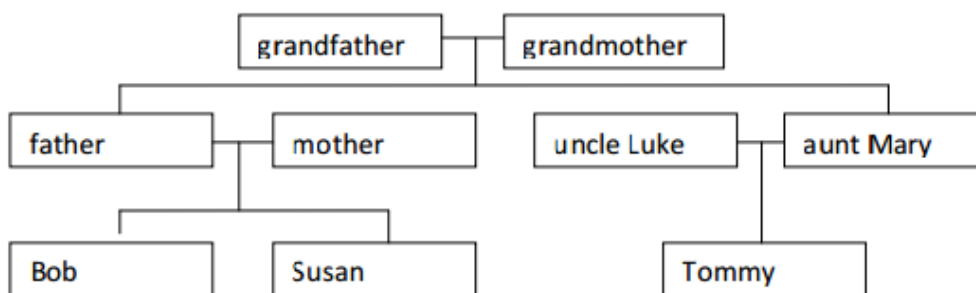 grandfather grandmother
father mother uncle Luke aunt Mary
Bob Susan Tommy